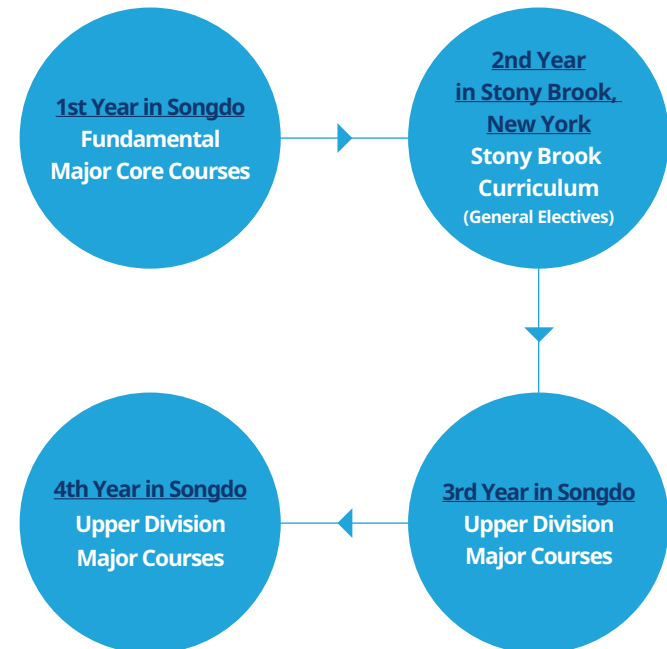 1st Year in Songdo
Fundamental
Major Core Courses
2nd Year
in Stony Brook,
New York
Stony Brook
Curriculum
(General Electives)
3rd Year in Songdo
Upper Division
Major Courses
4th Year in Songdo
Upper Division
Major Courses